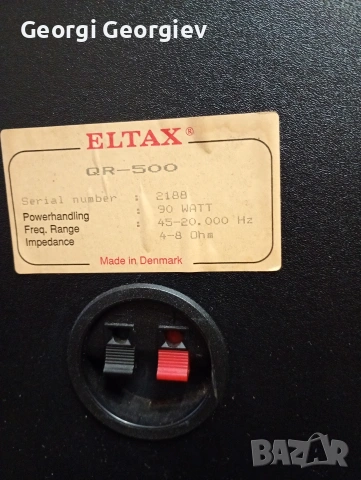 Georgi Georgiev
ELTAX®
QR-500
Serial number : 2188
Powerhandling : 90 WATT
Freq. Range : 45-20.000 Hz
Impedance : 4-8 Ohm
Made in Denmark
BAZAR